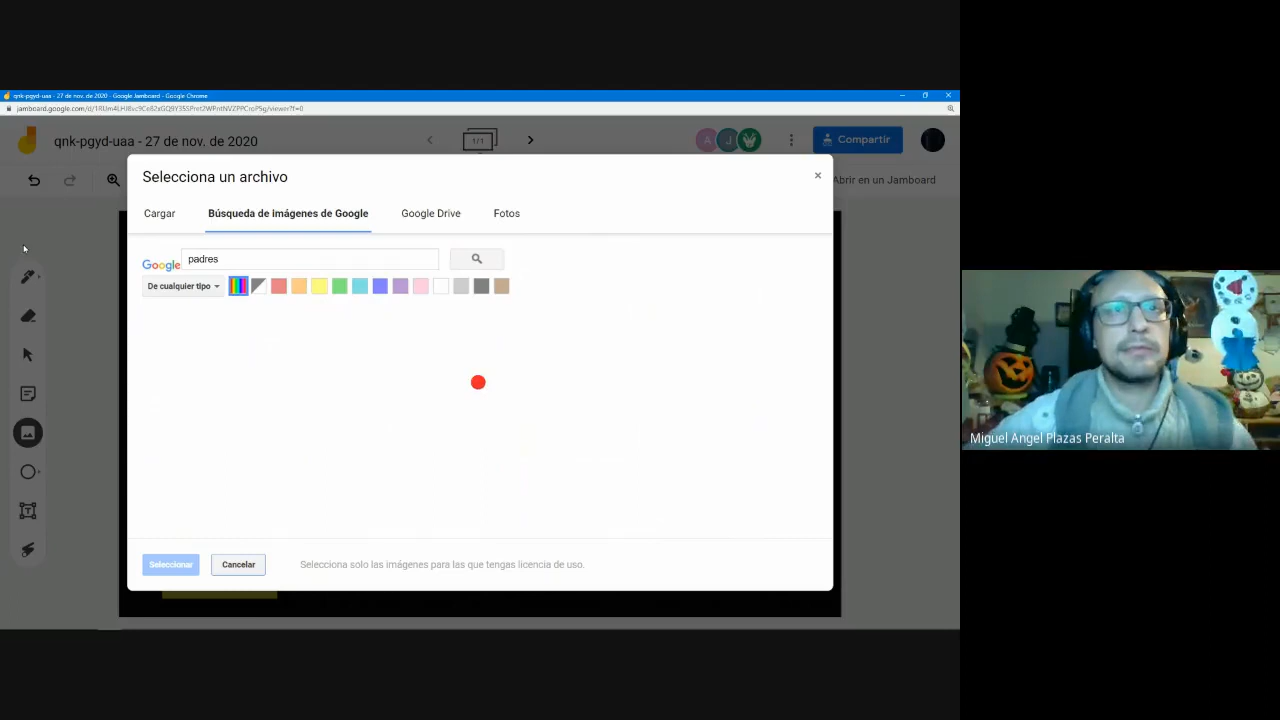 qnk-pgyd-uaa - 27 de nov. de 2020 - Google Jamboard - Google Chrome
qnk-pgyd-uaa - 27 de nov. de 2020
1/1
A J
Compartir
Selecciona un archivo
Abrir en un Jamboard
Cargar
Búsqueda de imágenes de Google
Google Drive
Fotos
Google
padres
De cualquier tipo
Seleccionar
Cancelar
Selecciona solo las imágenes para las que tengas licencia de uso.
Miguel Angel Plazas Peralta